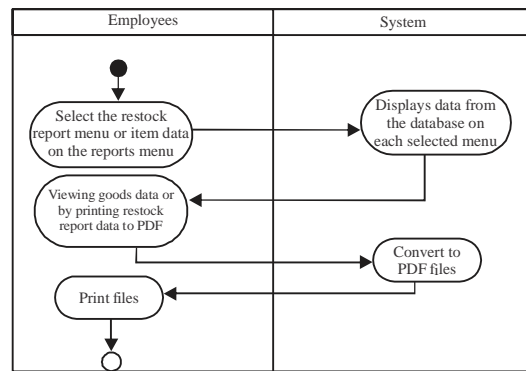 Employees
System
Select the restock
report menu or item data
on the reports menu
Displays data from
the database on
each selected menu
Viewing goods data or
by printing restock
report data to PDF
Convert to
PDF files
Print files